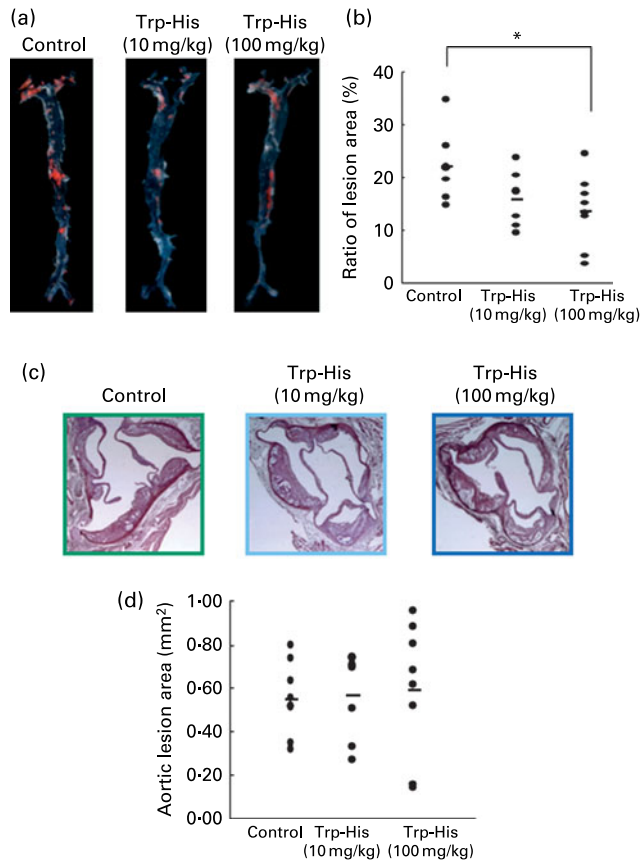 (a)
Control
Trp-His
(10 mg/kg)
Trp-His
(100 mg/kg)
(b)
*
Ratio of lesion area (%)
40
30
20
10
0
Control
Trp-His
(10 mg/kg)
Trp-His
(100 mg/kg)
(c)
Control
Trp-His
(10 mg/kg)
Trp-His
(100 mg/kg)
(d)
Aortic lesion area (mm²)
1·00
0·80
0·60
0·40
0·20
0·00
Control
Trp-His
(10 mg/kg)
Trp-His
(100 mg/kg)